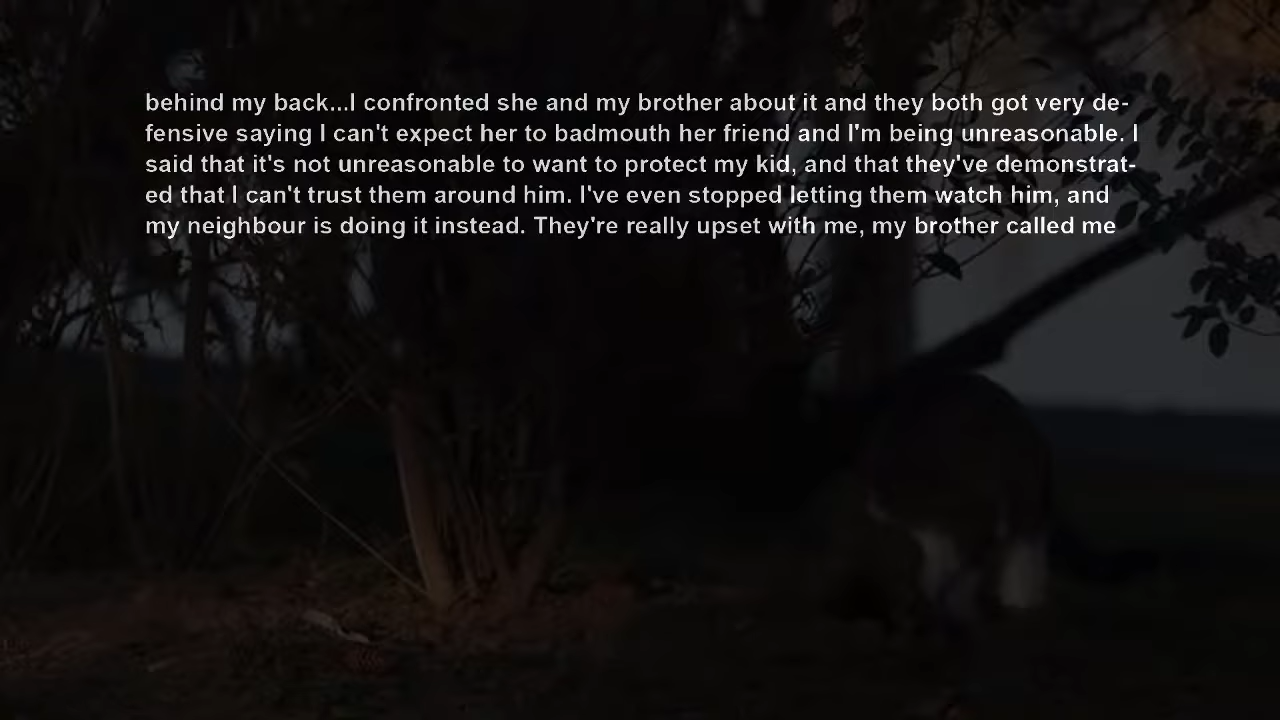 behind my back...I confronted she and my brother about it and they both got very de-
fensive saying I can't expect her to badmouth her friend and I'm being unreasonable. I
said that it's not unreasonable to want to protect my kid, and that they've demonstrat-
ed that I can't trust them around him. I've even stopped letting them watch him, and
my neighbour is doing it instead. They're really upset with me, my brother called me